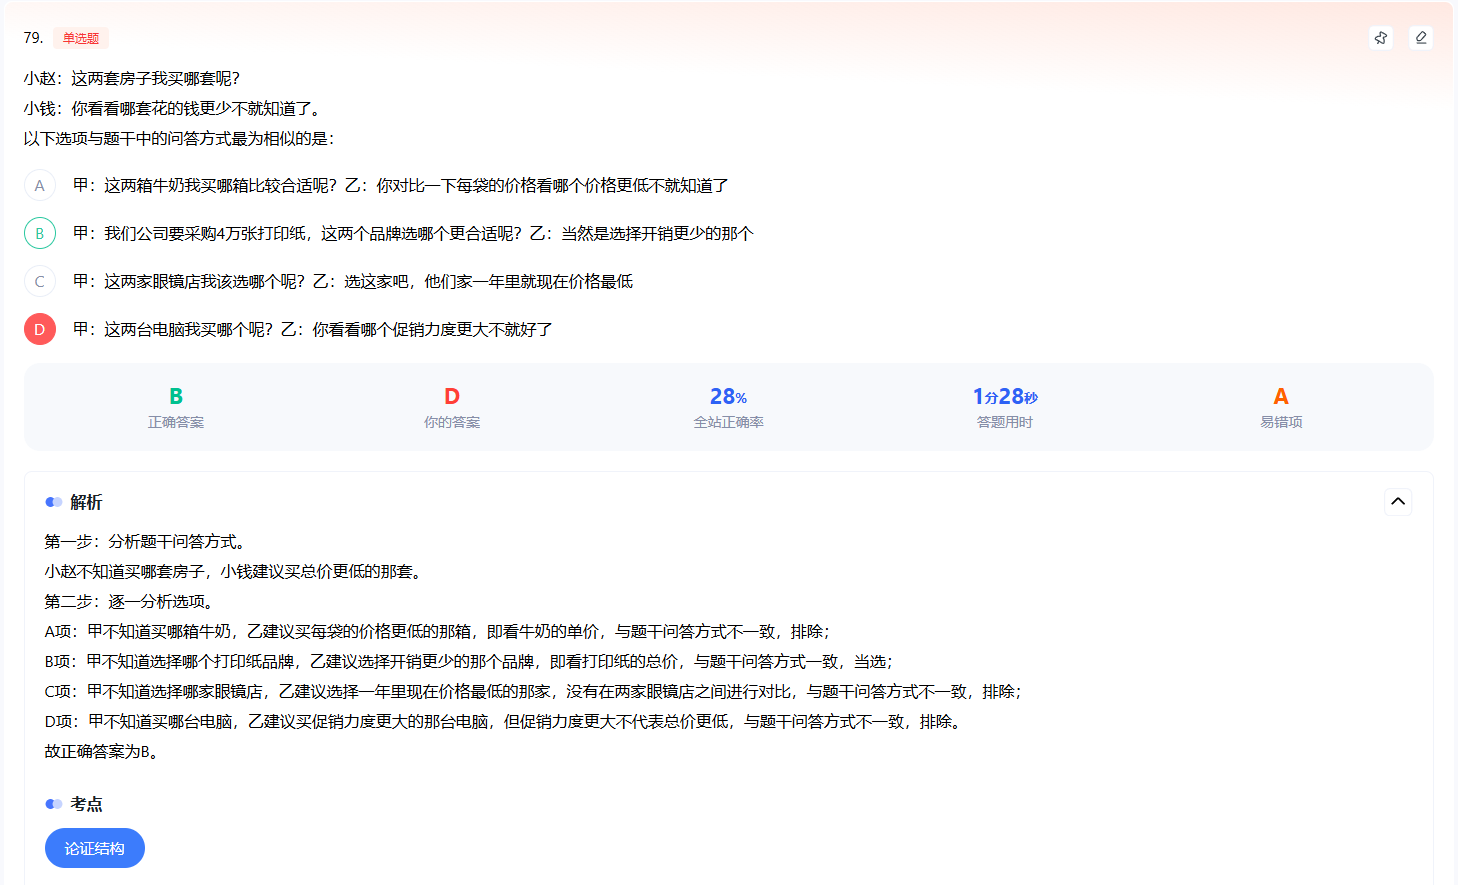 79. 单选题
小赵：这两套房子我买哪套呢？
小钱：你看看哪套花的钱更少不就知道了。
以下选项与题干中的问答方式最为相似的是：
A 甲：这两箱牛奶我买哪箱比较合适呢？乙：你对比一下每袋的价格看哪个价格更低不就知道了
B 甲：我们公司要采购4万张打印纸，这两个品牌选哪个更合适呢？乙：当然是选择开销更少的那个
C 甲：这两家眼镜店我该选哪个呢？乙：选这家吧，他们家一年里就现在价格最低
D 甲：这两台电脑我买哪个呢？乙：你看看哪个促销力度更大不就好了
B D 28% 1分28秒 A
正确答案 你的答案 全站正确率 答题用时 易错项
解析
第一步：分析题干问答方式。
小赵不知道买哪套房子，小钱建议买总价更低的那套。
第二步：逐一分析选项。
A项：甲不知道买哪箱牛奶，乙建议买每袋的价格更低的那箱，即看牛奶的单价，与题干问答方式不一致，排除；
B项：甲不知道选择哪个打印纸品牌，乙建议选择开销更少的那个品牌，即看打印纸的总价，与题干问答方式一致，当选；
C项：甲不知道选择哪家眼镜店，乙建议选择一年里现在价格最低的那家，没有在两家眼镜店之间进行对比，与题干问答方式不一致，排除；
D项：甲不知道买哪台电脑，乙建议买促销力度更大的那台电脑，但促销力度更大不代表总价更低，与题干问答方式不一致，排除。
故正确答案为B。
考点
论证结构